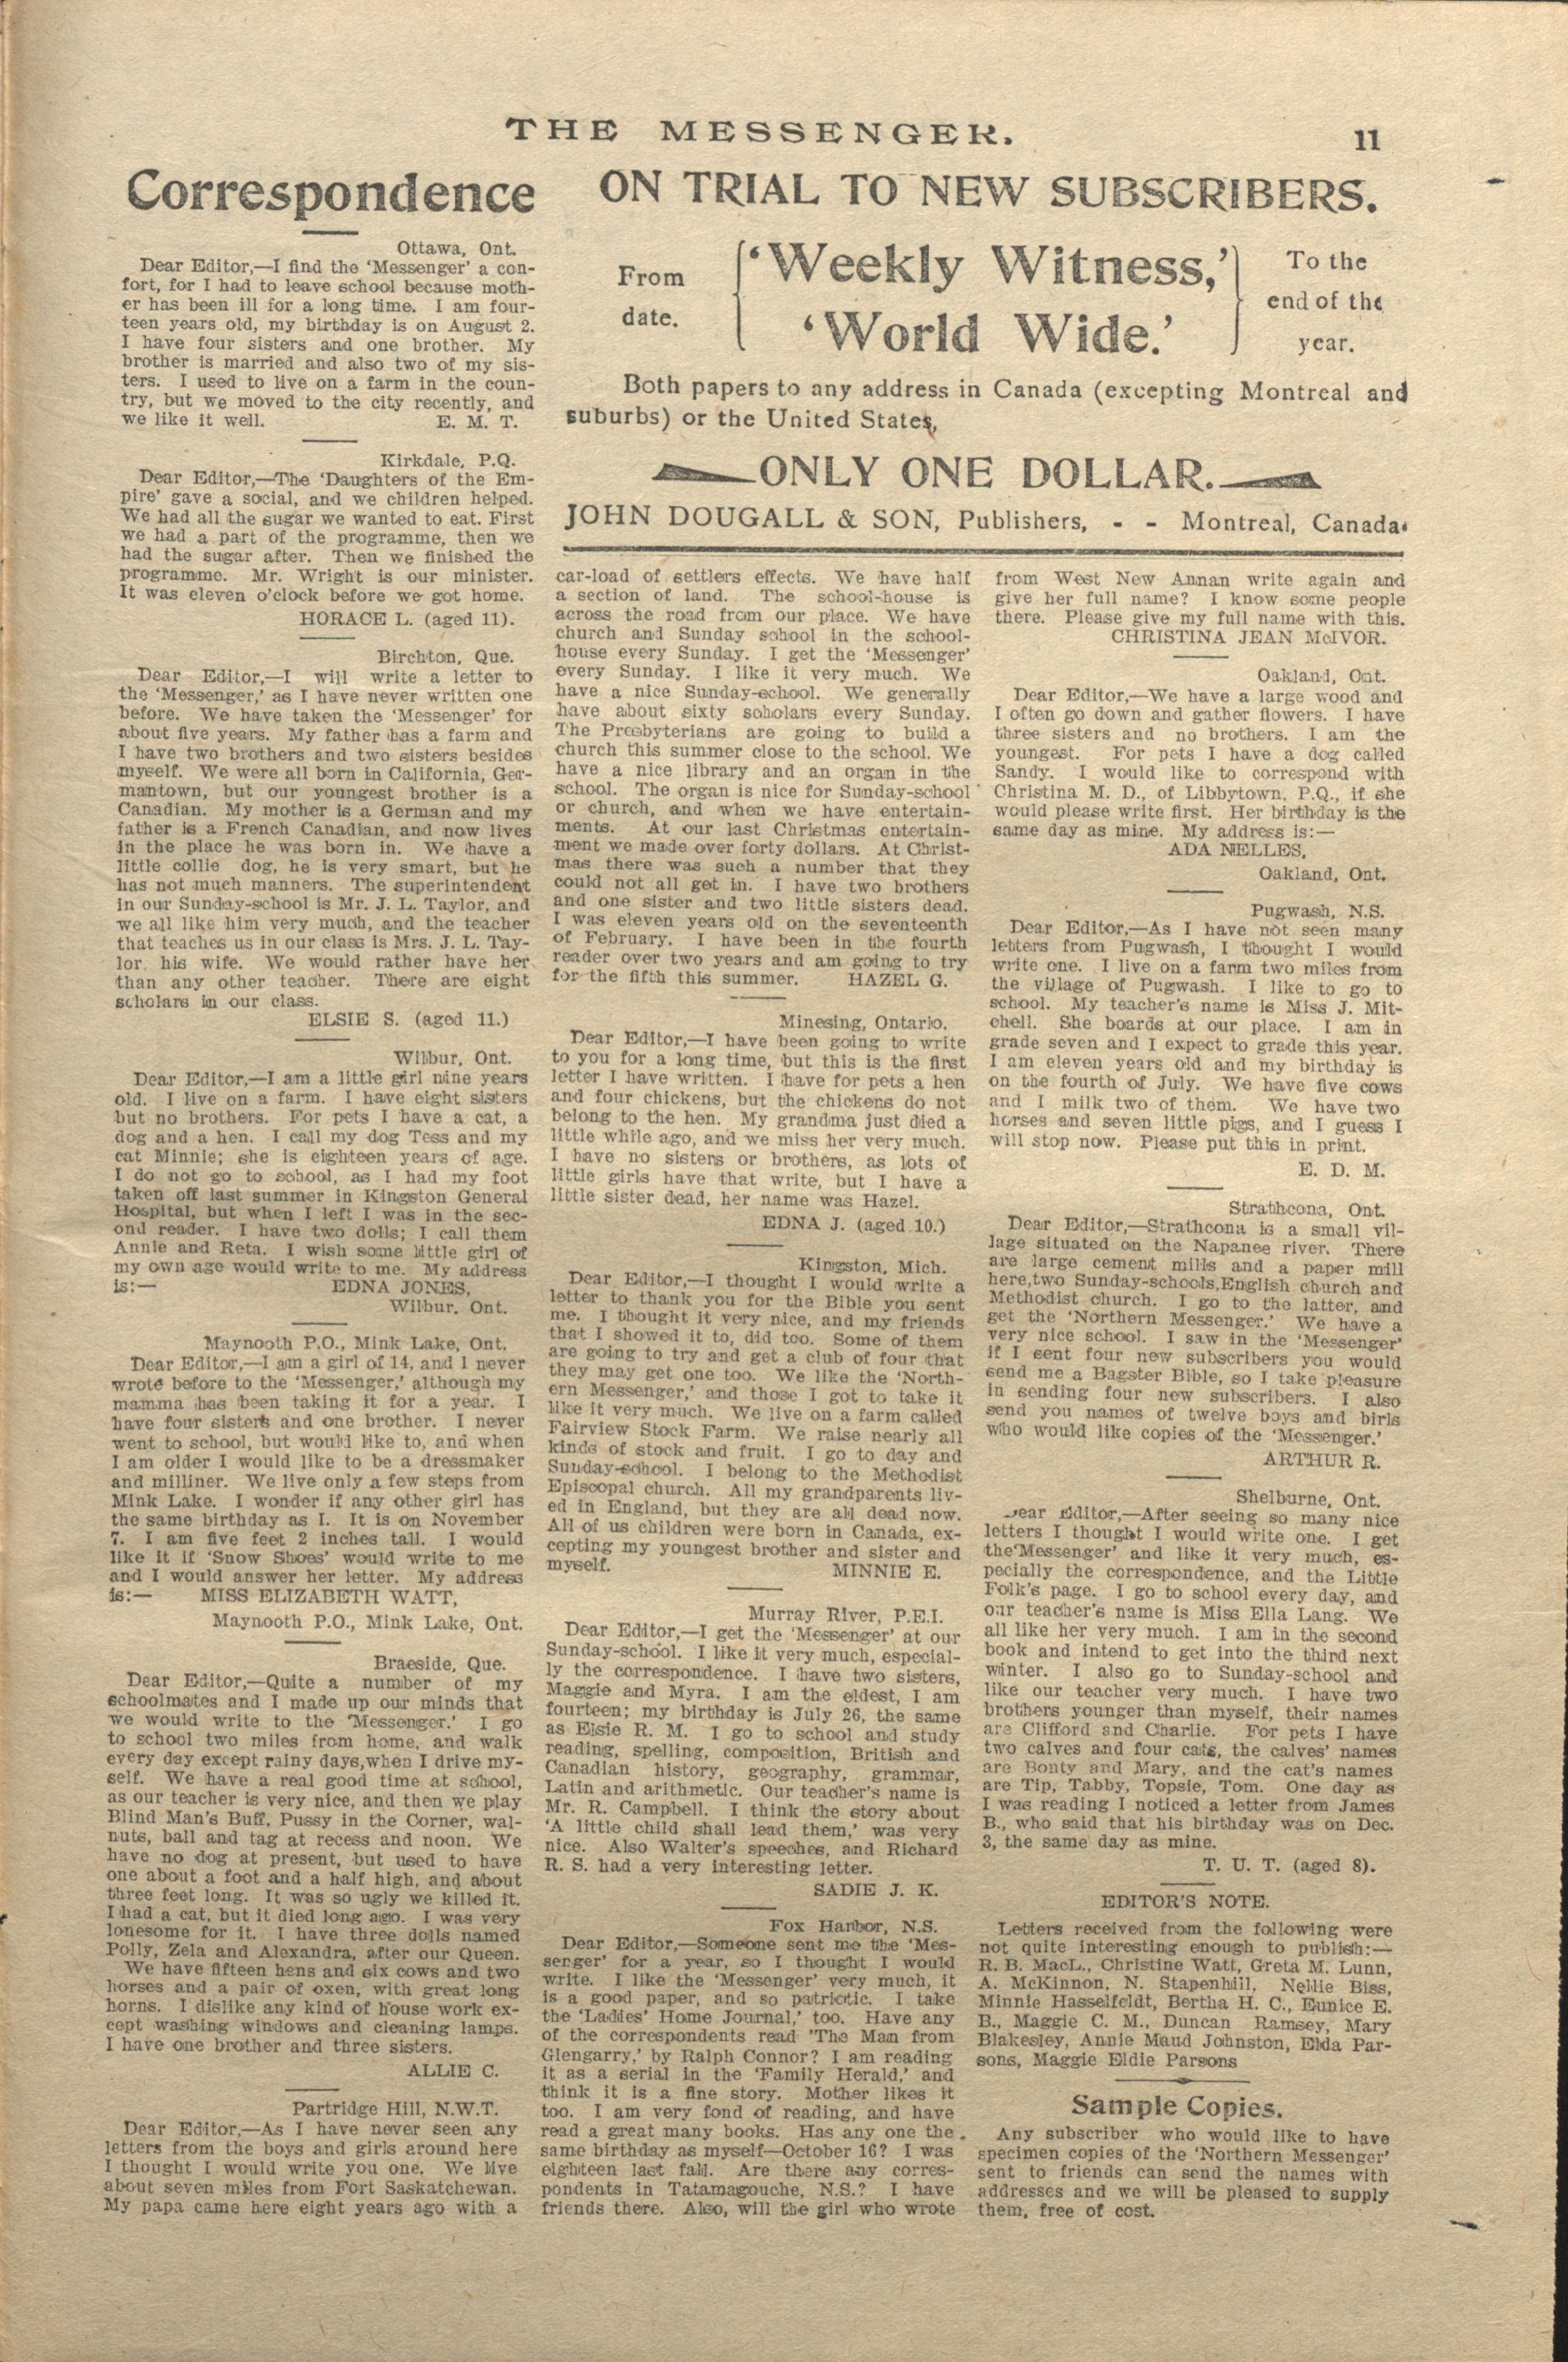 THE MESSENGER.
11
Correspondence
Ottawa, Ont.
Dear Editor,—I find the 'Messenger' a con-
fort, for I had to leave school because moth-
er has been ill for a long time. I am four-
teen years old, my birthday is on August 2.
I have four sisters and one brother. My
brother is married and also two of my sis-
ters. I used to live on a farm in the coun-
try, but we moved to the city recently, and
we like it well. E. M. T.
Kirkdale, P.Q.
Dear Editor,—The 'Daughters of the Em-
pire' gave a social, and we children helped.
We had all the sugar we wanted to eat. First
we had a part of the programme, then we
had the sugar after. Then we finished the
programme. Mr. Wright is our minister.
It was eleven o'clock before we got home.
HORACE L. (aged 11).
Birchton, Que.
Dear Editor,—I will write a letter to
the 'Messenger,' as I have never written one
before. We have taken the 'Messenger' for
about five years. My father has a farm and
I have two brothers and two sisters besides
myself. We were all born in California, Ger-
mantown, but our youngest brother is a
Canadian. My mother is a German and my
father is a French Canadian, and now lives
in the place he was born in. We have a
little collie dog, he is very smart, but he
has not much manners. The superintendent
in our Sunday-school is Mr. J. L. Taylor, and
we all like him very much, and the teacher
that teaches us in our class is Mrs. J. L. Tay-
lor, his wife. We would rather have her
than any other teacher. There are eight
scholars in our class.
ELSIE S. (aged 11.)
Wilbur, Ont.
Dear Editor,—I am a little girl nine years
old. I live on a farm. I have eight sisters
but no brothers. For pets I have a cat, a
dog and a hen. I call my dog Tess and my
cat Minnie; she is eighteen years of age.
I do not go to school, as I had my foot
taken off last summer in Kingston General
Hospital, but when I left I was in the sec-
ond reader. I have two dolls; I call them
Annie and Reta. I wish some little girl of
my own age would write to me. My address
is:— EDNA JONES,
Wilbur, Ont.
Maynooth P.O., Mink Lake, Ont.
Dear Editor,—I am a girl of 14, and I never
wrote before to the 'Messenger,' although my
mamma has been taking it for a year. I
have four sisters and one brother. I never
went to school, but would like to, and when
I am older I would like to be a dressmaker
and milliner. We live only a few steps from
Mink Lake. I wonder if any other girl has
the same birthday as I. It is on November
7. I am five feet 2 inches tall. I would
like it if 'Snow Shoes' would write to me
and I would answer her letter. My address
is:— MISS ELIZABETH WATT,
Maynooth P.O., Mink Lake, Ont.
Braeside, Que.
Dear Editor,—Quite a number of my
schoolmates and I made up our minds that
we would write to the 'Messenger.' I go
to school two miles from home, and walk
every day except rainy days,when I drive my-
self. We have a real good time at school,
as our teacher is very nice, and then we play
Blind Man's Buff, Pussy in the Corner, wal-
nuts, ball and tag at recess and noon. We
have no dog at present, but used to have
one about a foot and a half high, and about
three feet long. It was so ugly we killed it.
I had a cat, but it died long ago. I was very
lonesome for it. I have three dolls named
Polly, Zela and Alexandra, after our Queen.
We have fifteen hens and six cows and two
horses and a pair of oxen, with great long
horns. I dislike any kind of house work ex-
cept washing windows and cleaning lamps.
I have one brother and three sisters.
ALLIE C.
Partridge Hill, N.W.T.
Dear Editor,—As I have never seen any
letters from the boys and girls around here
I thought I would write you one. We live
about seven miles from Fort Saskatchewan.
My papa came here eight years ago with a
ON TRIAL TO NEW SUBSCRIBERS.
From
date.
'Weekly Witness,'
'World Wide.'
To the
end of the
year.
Both papers to any address in Canada (excepting Montreal and
suburbs) or the United States,
ONLY ONE DOLLAR.
JOHN DOUGALL & SON, Publishers, - - Montreal, Canada.
car-load of settlers effects. We have half
a section of land. The school-house is
across the road from our place. We have
church and Sunday school in the school-
house every Sunday. I get the 'Messenger'
every Sunday. I like it very much. We
have a nice Sunday-school. We generally
have about sixty scholars every Sunday.
The Presbyterians are going to build a
church this summer close to the school. We
have a nice library and an organ in the
school. The organ is nice for Sunday-school
or church, and when we have entertain-
ments. At our last Christmas entertain-
ment we made over forty dollars. At Christ-
mas there was such a number that they
could not all get in. I have two brothers
and one sister and two little sisters dead.
I was eleven years old on the seventeenth
of February. I have been in the fourth
reader over two years and am going to try
for the fifth this summer. HAZEL G.
Minesing, Ontario.
Dear Editor,—I have been going to write
to you for a long time, but this is the first
letter I have written. I have for pets a hen
and four chickens, but the chickens do not
belong to the hen. My grandma just died a
little while ago, and we miss her very much.
I have no sisters or brothers, as lots of
little girls have that write, but I have a
little sister dead, her name was Hazel.
EDNA J. (aged 10.)
Kingston, Mich.
Dear Editor,—I thought I would write a
letter to thank you for the Bible you sent
me. I thought it very nice, and my friends
that I showed it to, did too. Some of them
are going to try and get a club of four that
they may get one too. We like the 'North-
ern Messenger,' and those I got to take it
like it very much. We live on a farm called
Fairview Stock Farm. We raise nearly all
kinds of stock and fruit. I go to day and
Sunday-school. I belong to the Methodist
Episcopal church. All my grandparents liv-
ed in England, but they are all dead now.
All of us children were born in Canada, ex-
cepting my youngest brother and sister and
myself. MINNIE E.
Murray River, P.E.I.
Dear Editor,—I get the 'Messenger' at our
Sunday-school. I like it very much, especial-
ly the correspondence. I have two sisters,
Maggie and Myra. I am the eldest, I am
fourteen; my birthday is July 26, the same
as Elsie R. M. I go to school and study
reading, spelling, composition, British and
Canadian history, geography, grammar,
Latin and arithmetic. Our teacher's name is
Mr. R. Campbell. I think the story about
'A little child shall lead them,' was very
nice. Also Walter's speeches, and Richard
R. S. had a very interesting letter.
SADIE J. K.
Fox Harbor, N.S.
Dear Editor,—Someone sent me the 'Mes-
senger' for a year, so I thought I would
write. I like the 'Messenger' very much, it
is a good paper, and so patriotic. I take
the 'Ladies' Home Journal,' too. Have any
of the correspondents read 'The Man from
Glengarry,' by Ralph Connor? I am reading
it as a serial in the 'Family Herald,' and
think it is a fine story. Mother likes it
too. I am very fond of reading, and have
read a great many books. Has any one the
same birthday as myself—October 16? I was
eighteen last fall. Are there any corres-
pondents in Tatamagouche, N.S.? I have
friends there. Also, will the girl who wrote
from West New Annan write again and
give her full name? I know some people
there. Please give my full name with this.
CHRISTINA JEAN McIVOR.
Oakland, Ont.
Dear Editor,—We have a large wood and
I often go down and gather flowers. I have
three sisters and no brothers. I am the
youngest. For pets I have a dog called
Sandy. I would like to correspond with
Christina M. D., of Libbytown, P.Q., if she
would please write first. Her birthday is the
same day as mine. My address is:—
ADA NELLES,
Oakland, Ont.
Pugwash, N.S.
Dear Editor,—As I have not seen many
letters from Pugwash, I thought I would
write one. I live on a farm two miles from
the village of Pugwash. I like to go to
school. My teacher's name is Miss J. Mit-
chell. She boards at our place. I am in
grade seven and I expect to grade this year.
I am eleven years old and my birthday is
on the fourth of July. We have five cows
and I milk two of them. We have two
horses and seven little pigs, and I guess I
will stop now. Please put this in print.
E. D. M.
Strathcona, Ont.
Dear Editor,—Strathcona is a small vil-
lage situated on the Napanee river. There
are large cement mills and a paper mill
here,two Sunday-schools,English church and
Methodist church. I go to the latter, and
get the 'Northern Messenger.' We have a
very nice school. I saw in the 'Messenger'
if I sent four new subscribers you would
send me a Bagster Bible, so I take pleasure
in sending four new subscribers. I also
send you names of twelve boys and birls
who would like copies of the 'Messenger.'
ARTHUR R.
Shelburne, Ont.
Dear Editor,—After seeing so many nice
letters I thought I would write one. I get
the'Messenger' and like it very much, es-
pecially the correspondence, and the Little
Folk's page. I go to school every day, and
our teacher's name is Miss Ella Lang. We
all like her very much. I am in the second
book and intend to get into the third next
winter. I also go to Sunday-school and
like our teacher very much. I have two
brothers younger than myself, their names
are Clifford and Charlie. For pets I have
two calves and four cats, the calves' names
are Bonty and Mary, and the cat's names
are Tip, Tabby, Topsie, Tom. One day as
I was reading I noticed a letter from James
B., who said that his birthday was on Dec.
3, the same day as mine.
T. U. T. (aged 8).
EDITOR'S NOTE.
Letters received from the following were
not quite interesting enough to publish:—
R. B. MacL., Christine Watt, Greta M. Lunn,
A. McKinnon, N. Stapenhill, Nellie Biss,
Minnie Hasselfeldt, Bertha H. C., Eunice E.
B., Maggie C. M., Duncan Ramsey, Mary
Blakesley, Annie Maud Johnston, Elda Par-
sons, Maggie Eldie Parsons
Sample Copies.
Any subscriber who would like to have
specimen copies of the 'Northern Messenger'
sent to friends can send the names with
addresses and we will be pleased to supply
them, free of cost.